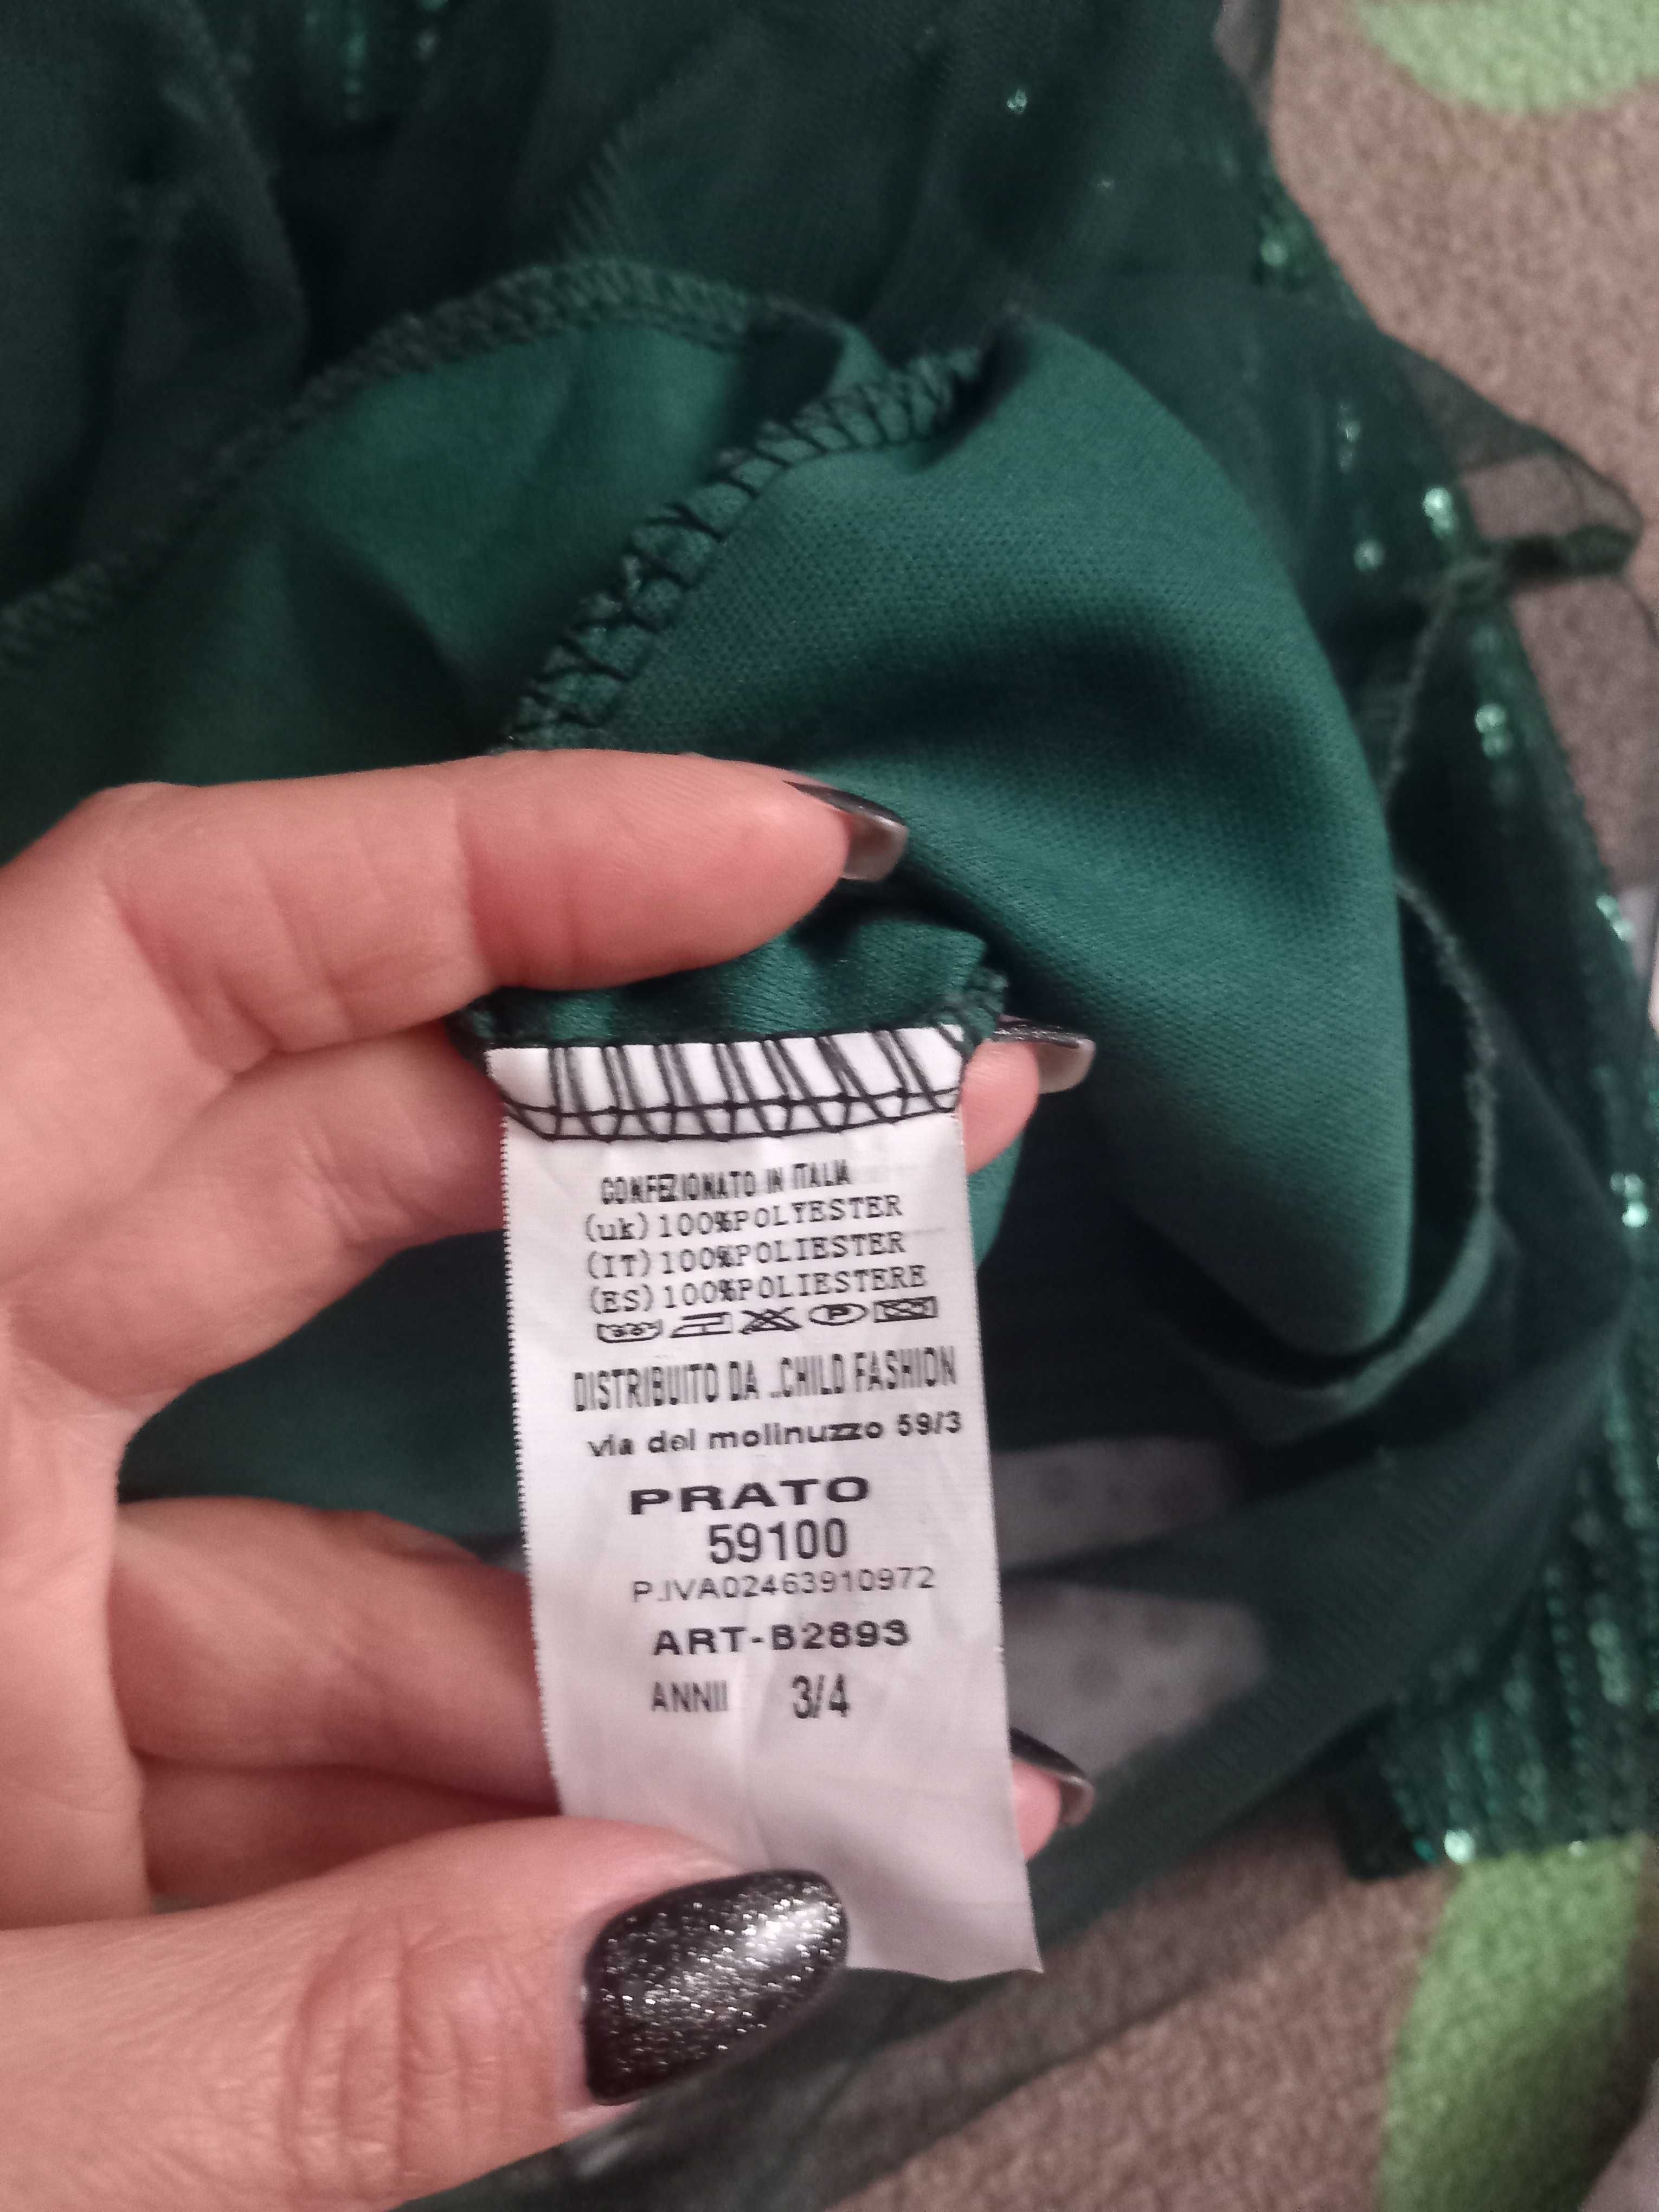 CONFEZIONATO IN ITALIA
(uk)100%POLYESTER
(IT)100%POLIESTER
(ES)100%POLIESTERE
P
DISTRIBUITO DA ..CHILD FASHION
via del molinuzzo 59/3
PRATO
59100
P.IVA02463910972
ART-B2893
ANNII 3/4